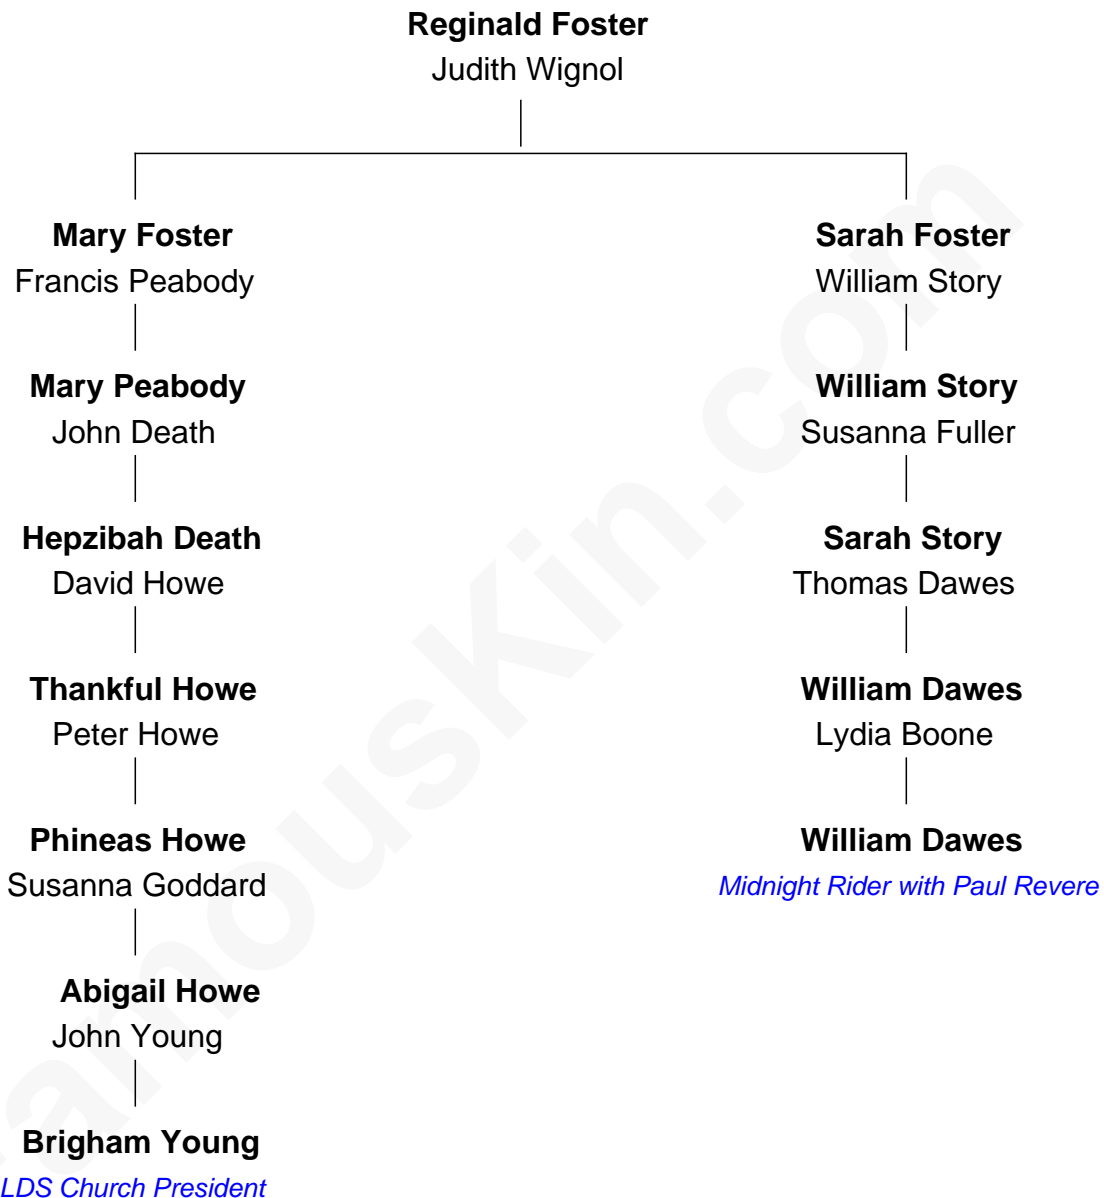 Reginald Foster
Judith Wignol
Mary Foster
Francis Peabody
Mary Peabody
John Death
Hepzibah Death
David Howe
Thankful Howe
Peter Howe
Phineas Howe
Susanna Goddard
Abigail Howe
John Young
Brigham Young
LDS Church President
Sarah Foster
William Story
William Story
Susanna Fuller
Sarah Story
Thomas Dawes
William Dawes
Lydia Boone
William Dawes
Midnight Rider with Paul Revere
FamousKin.com